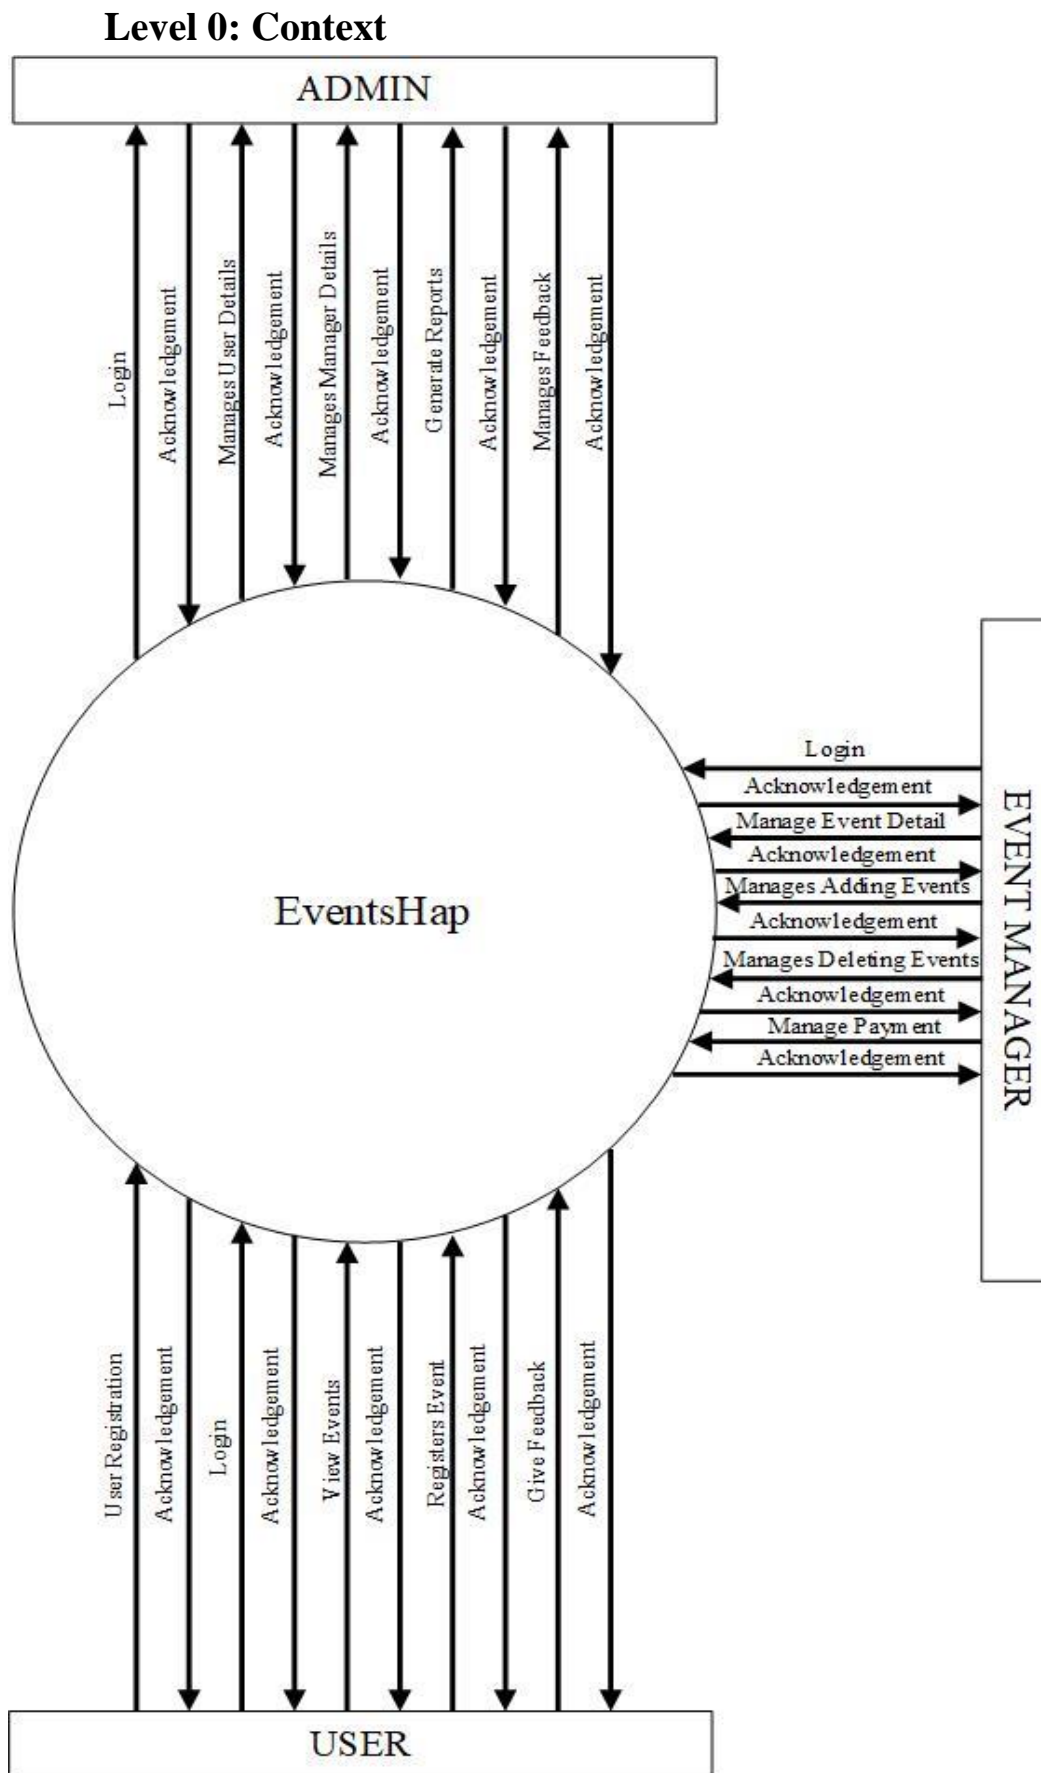 Level 0: Context
ADMIN
Login
Acknowledgement
Manages User Details
Acknowledgement
Manages Manager Details
Acknowledgement
Generate Reports
Acknowledgement
Manages Feedback
Acknowledgement
EventsHap
Login
Acknowledgement
Manage Event Detail
Acknowledgement
Manages Adding Events
Acknowledgement
Manages Deleting Events
Acknowledgement
Manage Payment
Acknowledgement
EVENT MANAGER
User Registration
Acknowledgement
Login
Acknowledgement
View Events
Acknowledgement
Registers Event
Acknowledgement
Give Feedback
Acknowledgement
USER